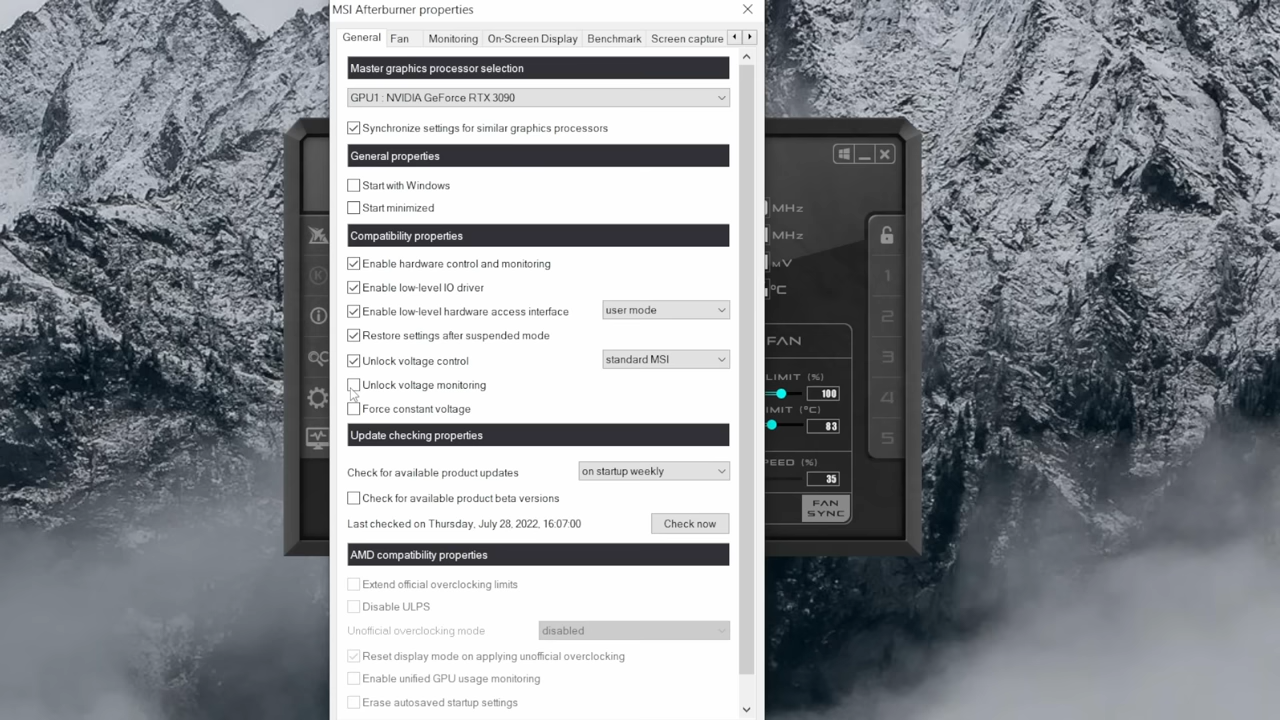 MSI Afterburner properties
General
Fan
Monitoring
On-Screen Display
Benchmark
Screen capture
Master graphics processor selection
GPU1 : NVIDIA GeForce RTX 3090
Synchronize settings for similar graphics processors
General properties
Start with Windows
Start minimized
Compatibility properties
Enable hardware control and monitoring
Enable low-level IO driver
Enable low-level hardware access interface
user mode
Restore settings after suspended mode
Unlock voltage control
standard MSI
Unlock voltage monitoring
Force constant voltage
Update checking properties
Check for available product updates
on startup weekly
Check for available product beta versions
Last checked on Thursday, July 28, 2022, 16:07:00
Check now
AMD compatibility properties
Extend official overclocking limits
Disable ULPS
Unofficial overclocking mode
disabled
Reset display mode on applying unofficial overclocking
Enable unified GPU usage monitoring
Erase autosaved startup settings
K
MHz
MHz
mV
°C
FAN
LIMIT (%)
100
IMIT (°C)
83
PEED (%)
35
FAN
SYNC
1
2
3
4
5